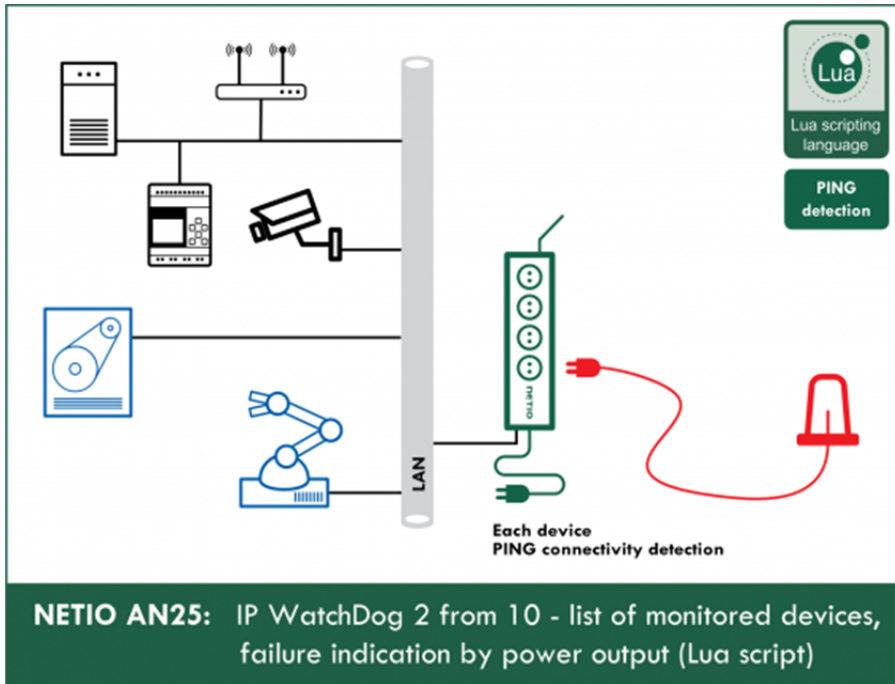 Lua
Lua scripting
language
PING
detection
NETIO
LAN
Each device
PING connectivity detection
NETIO AN25: IP WatchDog 2 from 10 - list of monitored devices,
failure indication by power output (Lua script)